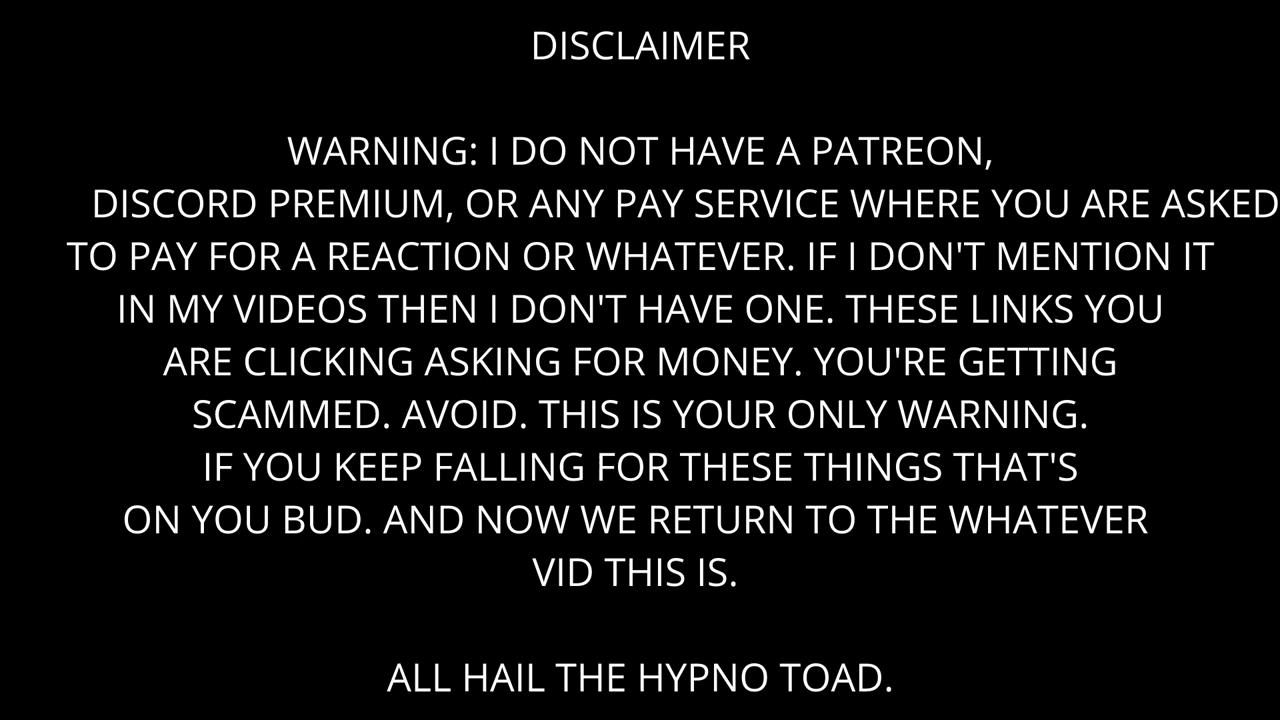 DISCLAIMER
WARNING: I DO NOT HAVE A PATREON,
DISCORD PREMIUM, OR ANY PAY SERVICE WHERE YOU ARE ASKED
TO PAY FOR A REACTION OR WHATEVER. IF I DON'T MENTION IT
IN MY VIDEOS THEN I DON'T HAVE ONE. THESE LINKS YOU
ARE CLICKING ASKING FOR MONEY. YOU'RE GETTING
SCAMMED. AVOID. THIS IS YOUR ONLY WARNING.
IF YOU KEEP FALLING FOR THESE THINGS THAT'S
ON YOU BUD. AND NOW WE RETURN TO THE WHATEVER
VID THIS IS.
ALL HAIL THE HYPNO TOAD.